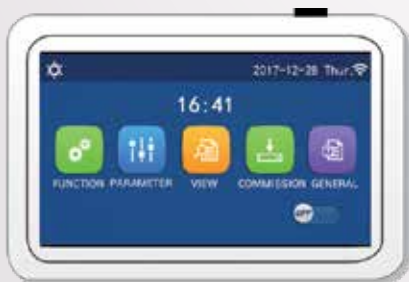 2017-12-28 Thur.
16:41
FUNCTION PARAMETER VIEW COMMISSION GENERAL
OFF